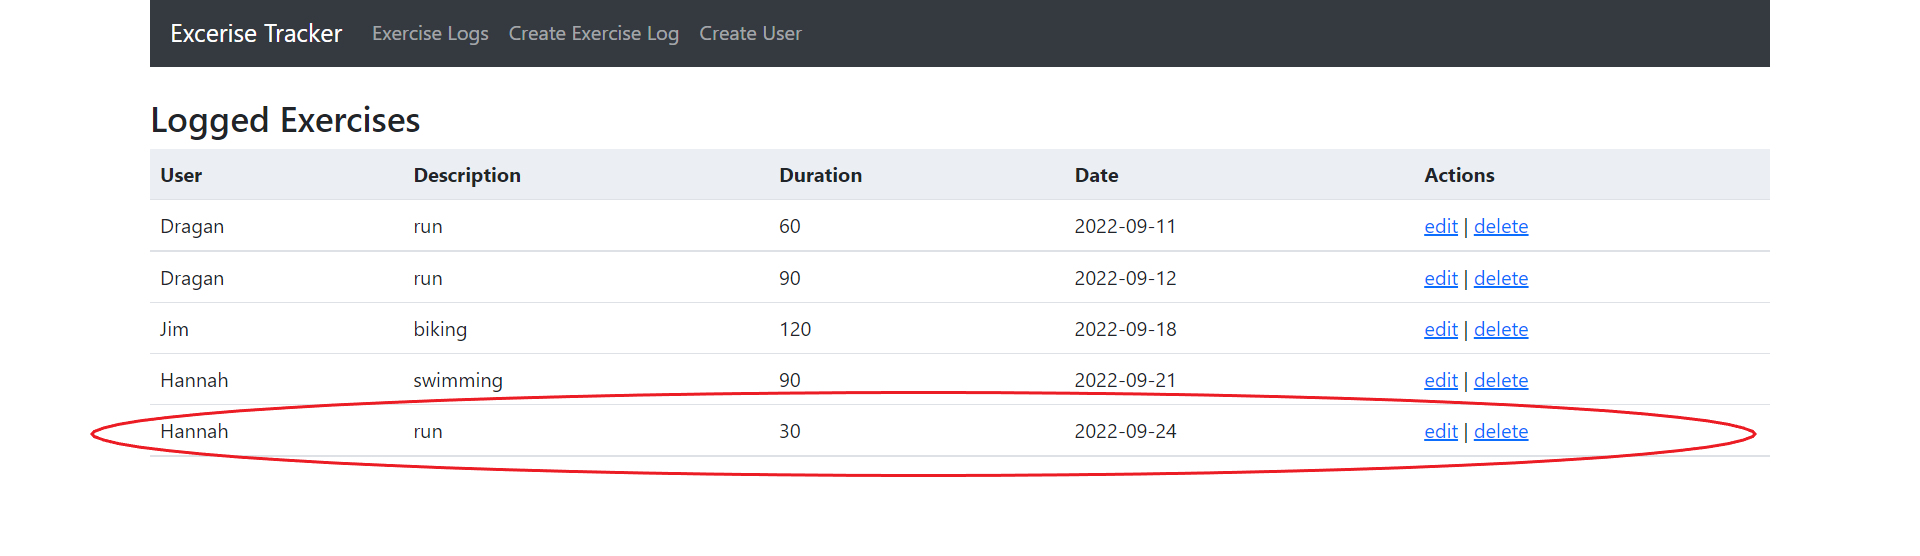 Excerise Tracker Exercise Logs Create Exercise Log Create User
Logged Exercises
User Description Duration Date Actions
Dragan run 60 2022-09-11 edit | delete
Dragan run 90 2022-09-12 edit | delete
Jim biking 120 2022-09-18 edit | delete
Hannah swimming 90 2022-09-21 edit | delete
Hannah run 30 2022-09-24 edit | delete